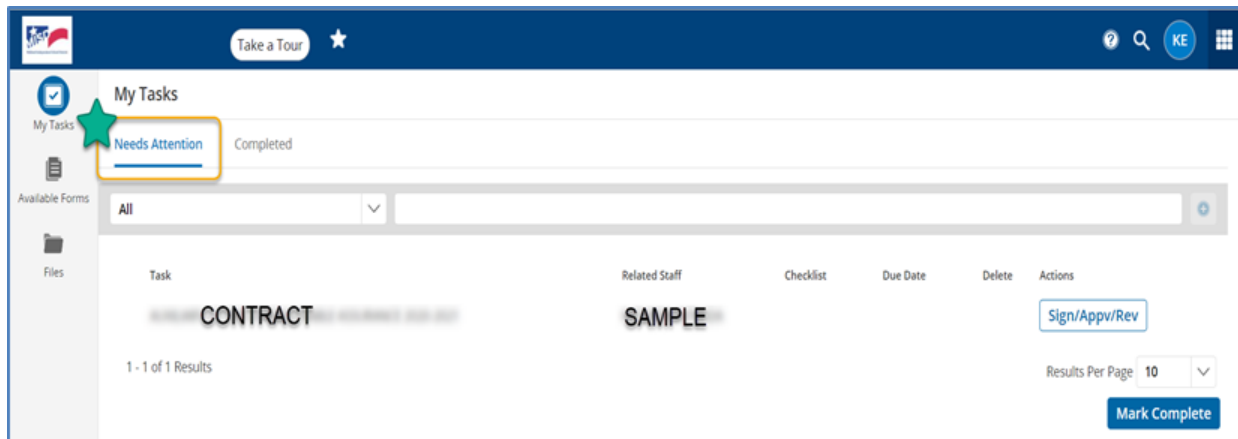 Take a Tour
KE
My Tasks
My Tasks
Needs Attention Completed
Available Forms
All
Files
Task Related Staff Checklist Due Date Delete Actions
CONTRACT SAMPLE Sign/Appv/Rev
1 - 1 of 1 Results
Results Per Page 10
Mark Complete